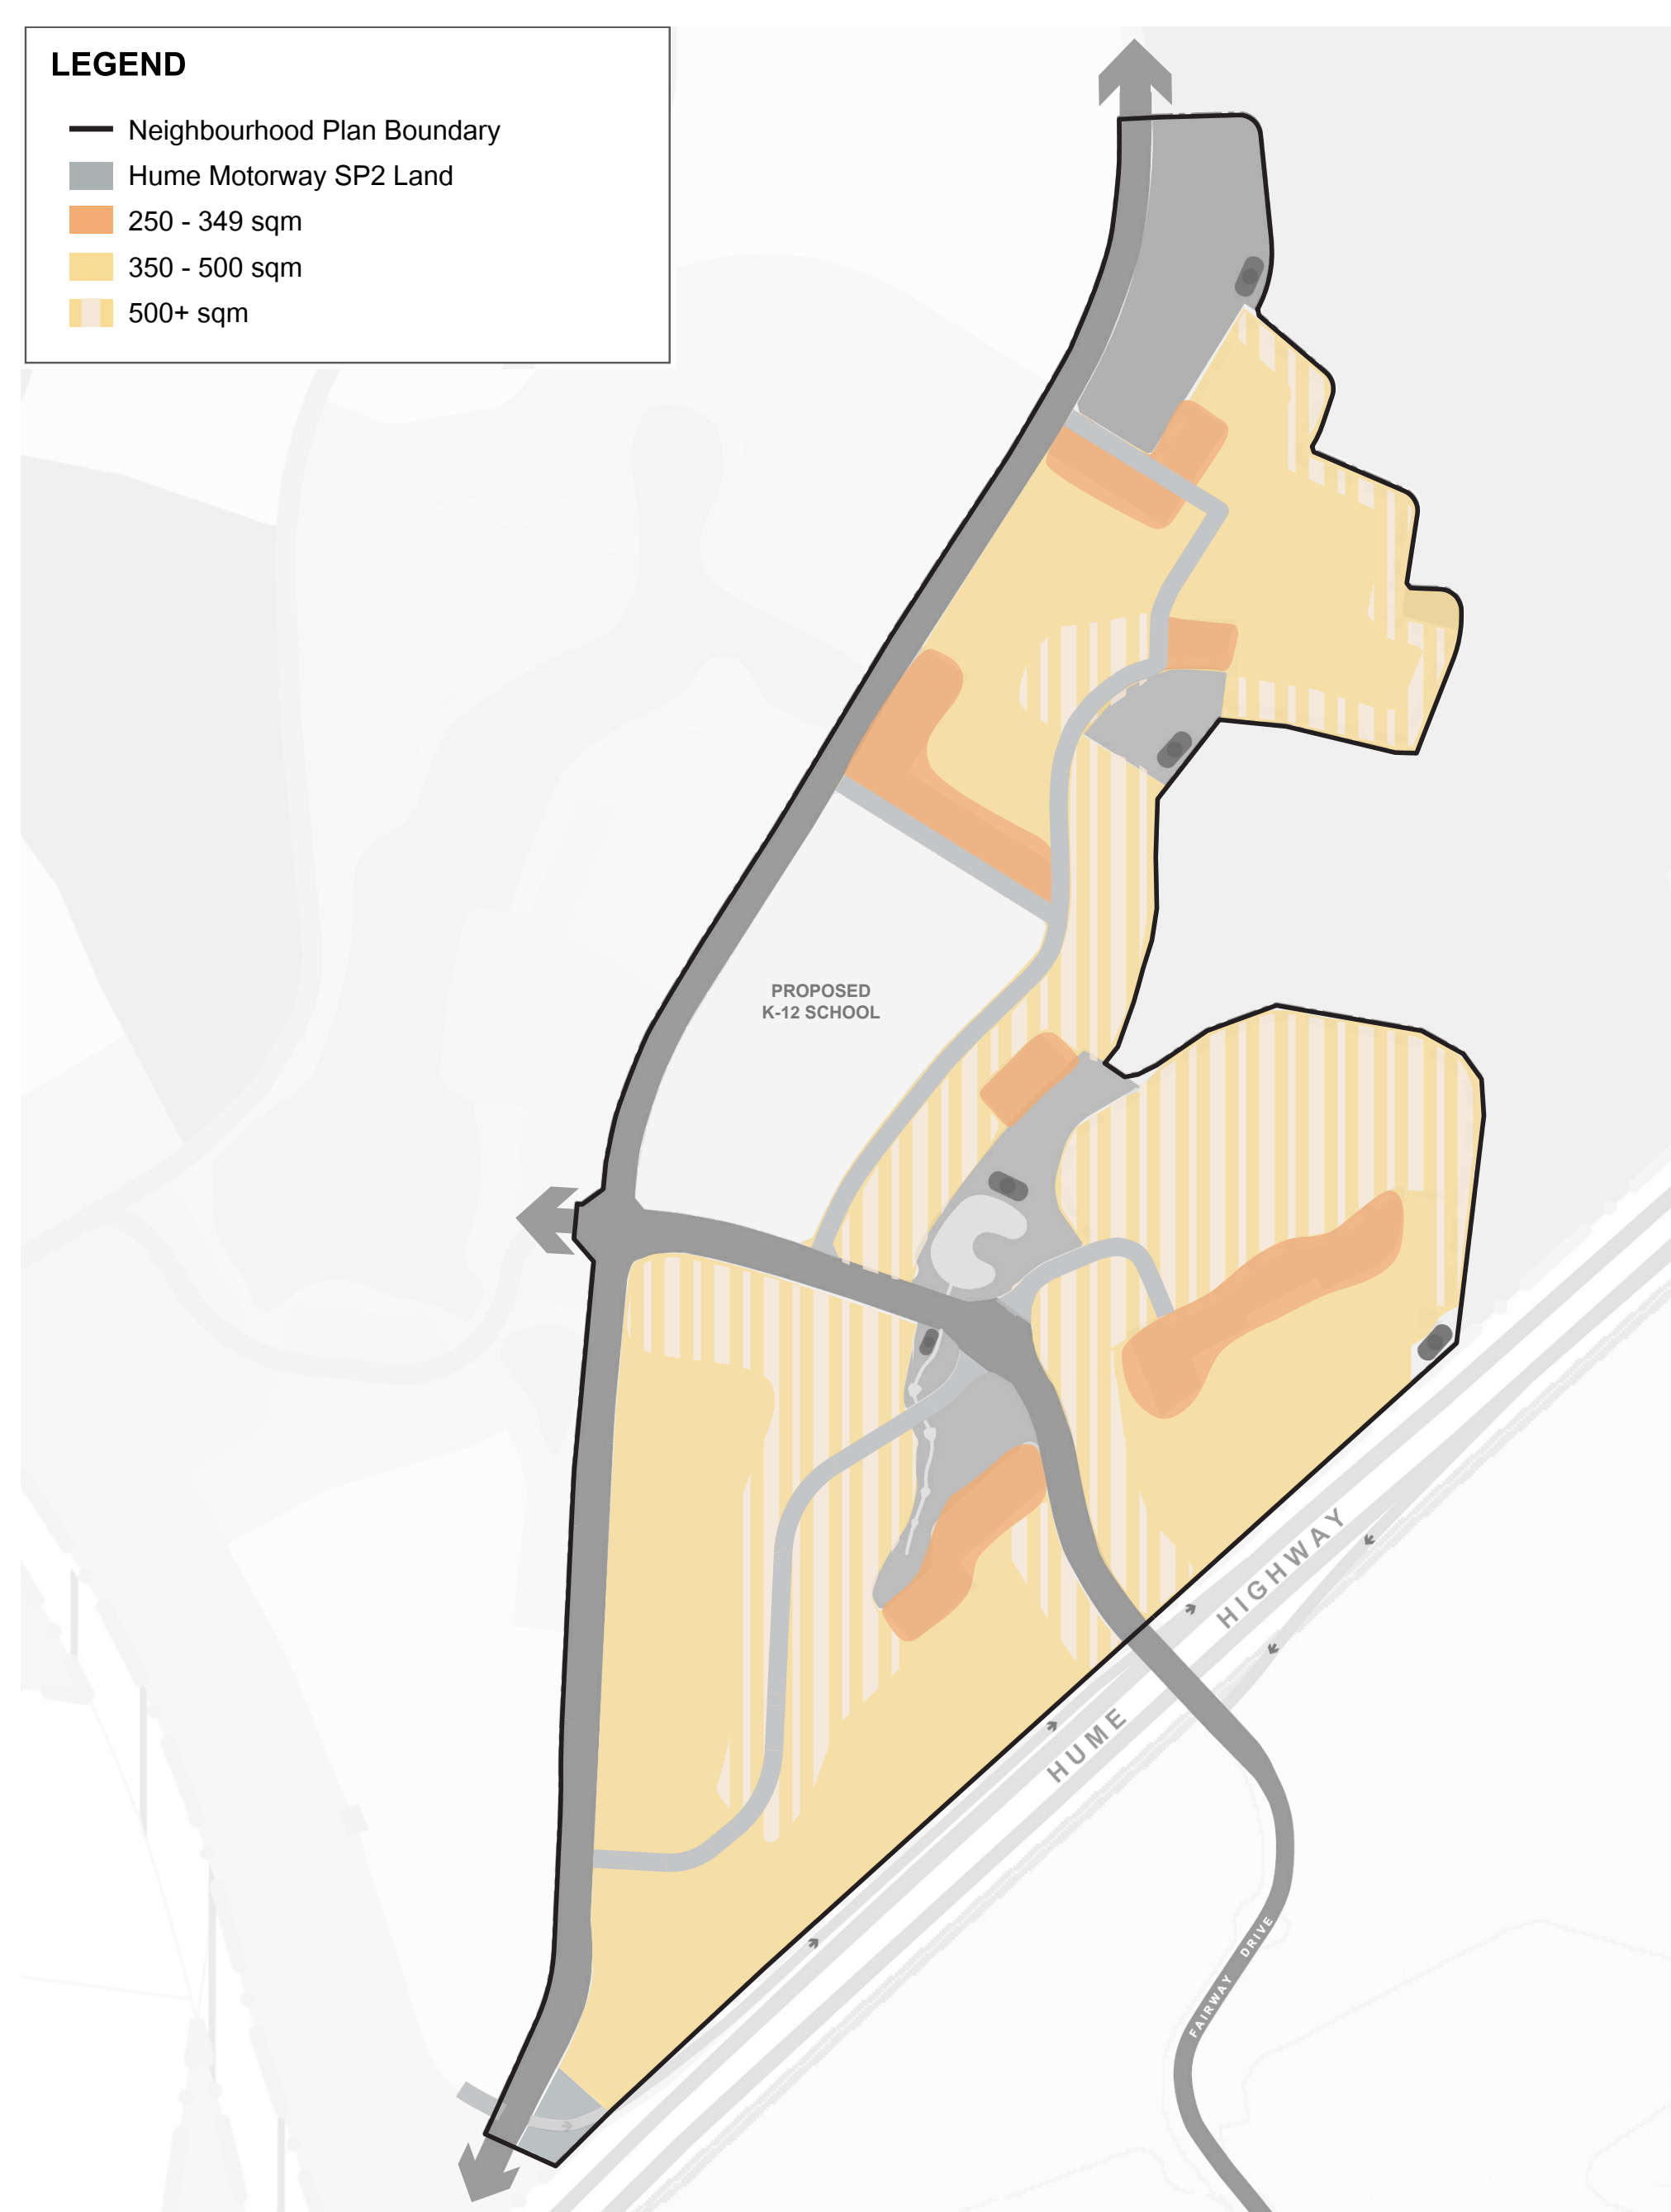 LEGEND
Neighbourhood Plan Boundary
Hume Motorway SP2 Land
250 - 349 sqm
350 - 500 sqm
500+ sqm
PROPOSED
K-12 SCHOOL
HUME HIGHWAY
FAIRWAY DRIVE